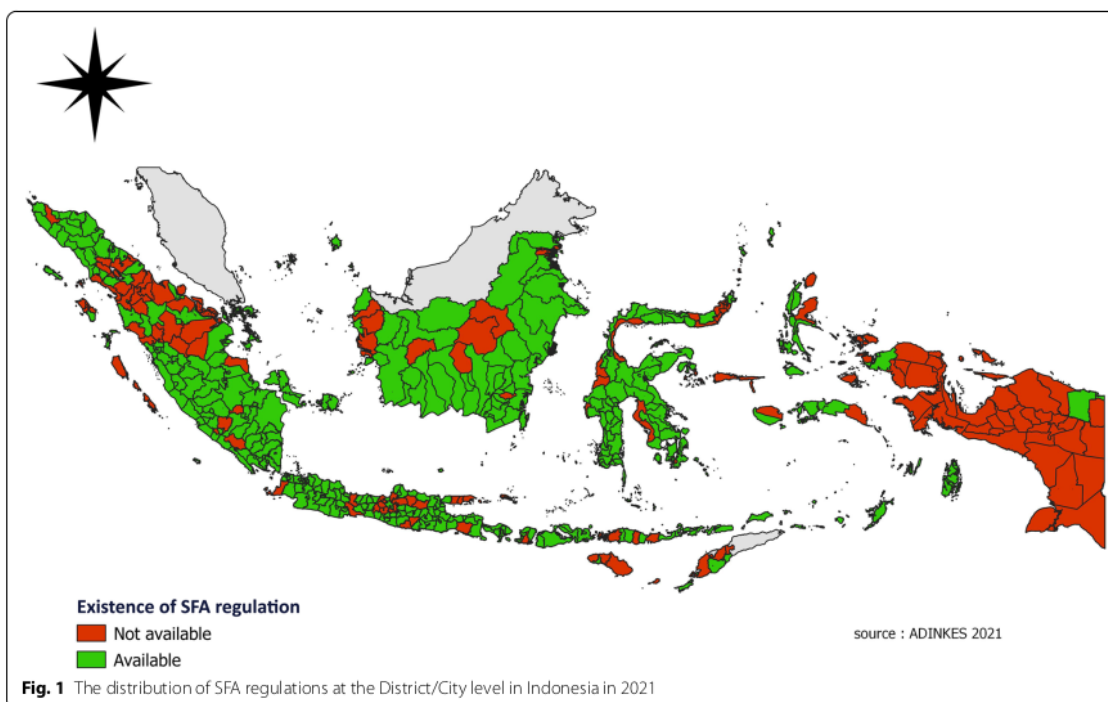 Existence of SFA regulation
Not available
Available
source : ADINKES 2021
Fig. 1 The distribution of SFA regulations at the District/City level in Indonesia in 2021